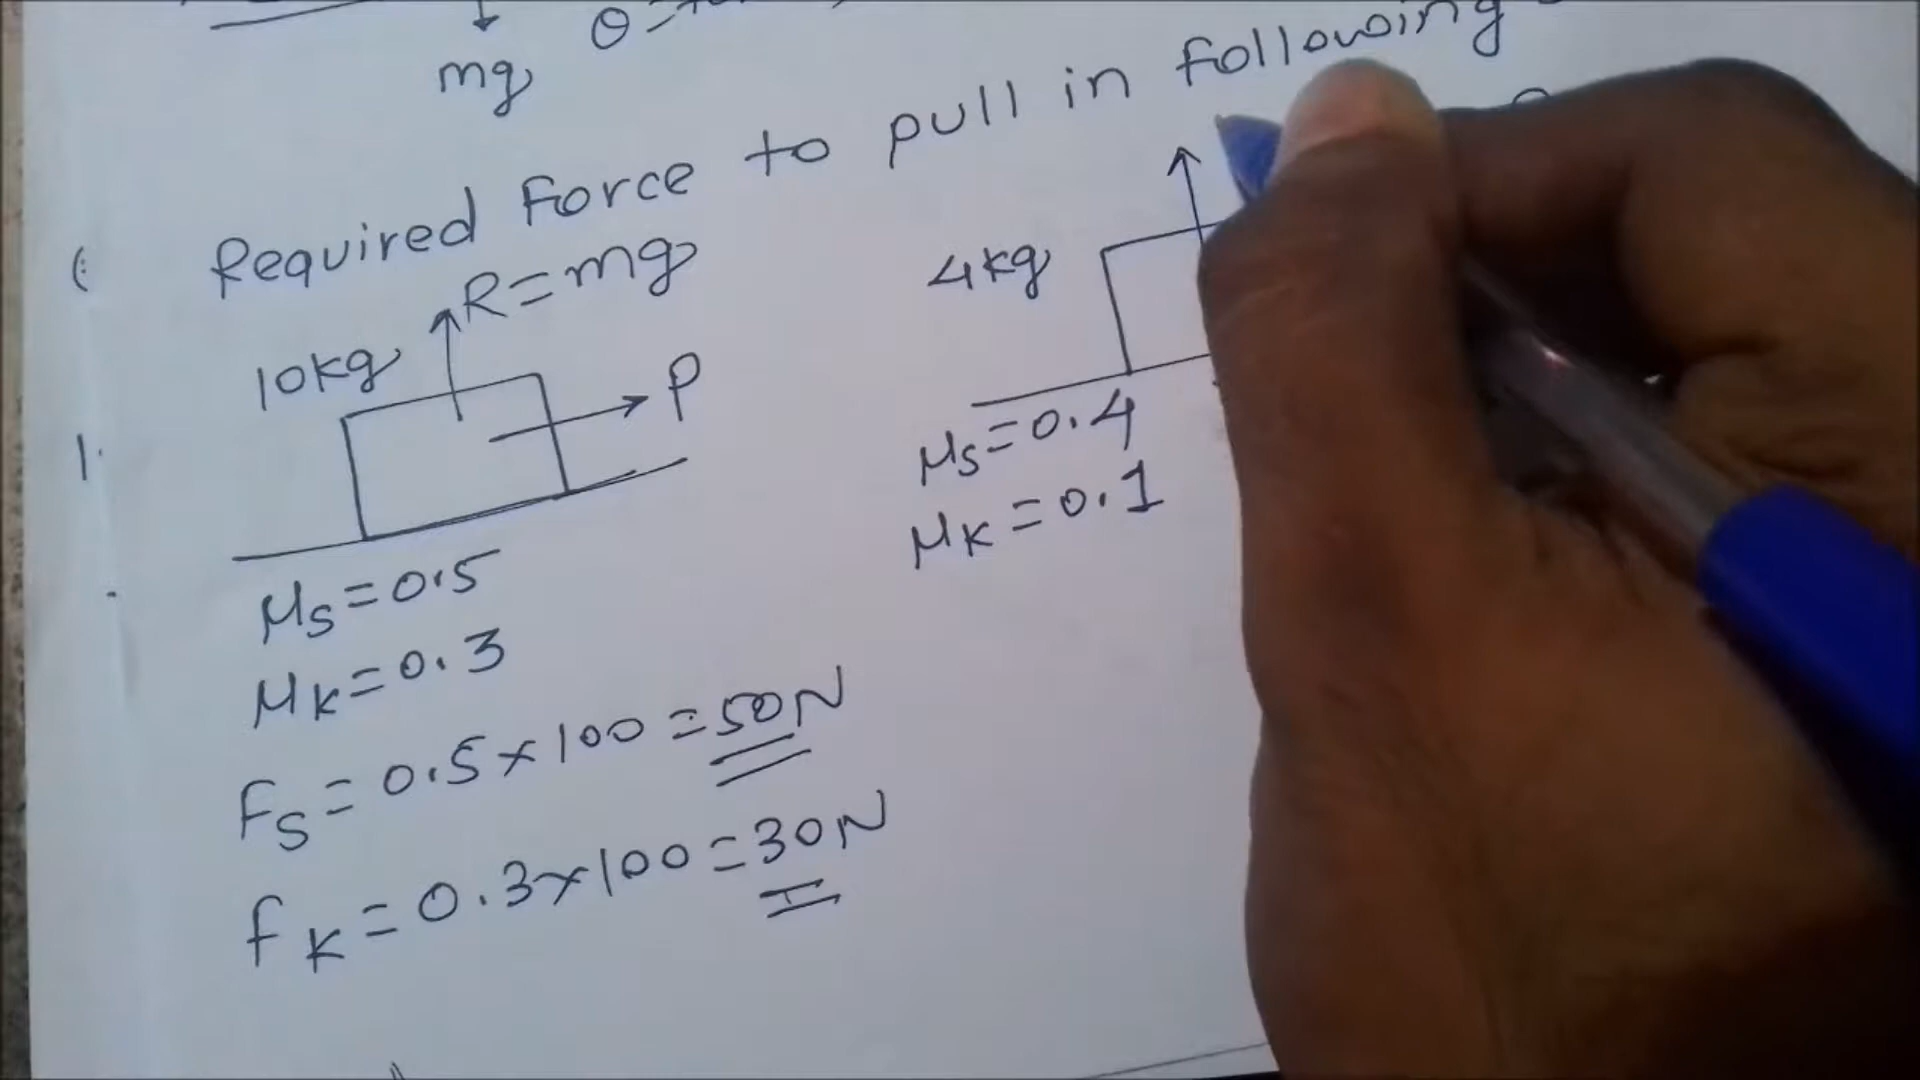 mg
Required Force to pull in following
R=mg
10kg
P
1.
μs=0.5
μK=0.3
Fs=0.5×100=50N
fK=0.3×100=30N
4kg
μs=0.4
μK=0.1